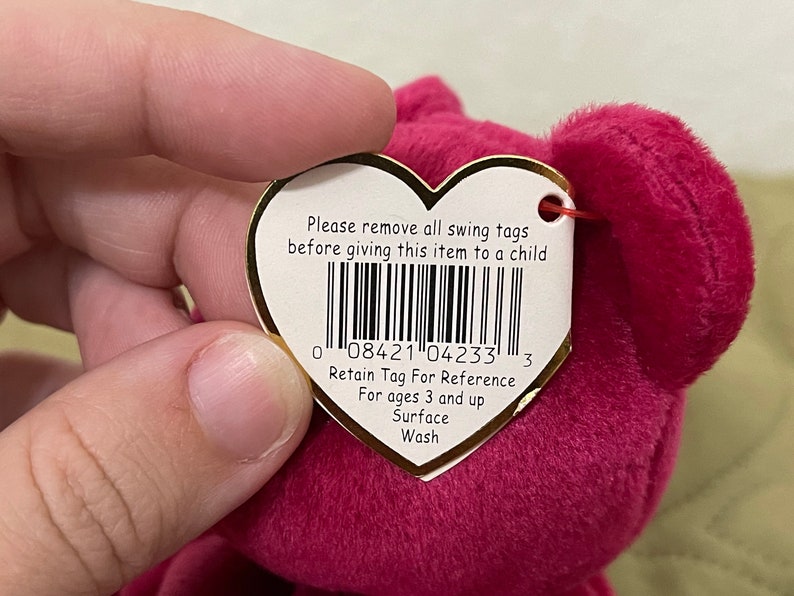 Please remove all swing tags
before giving this item to a child
0 08421 04233 3
Retain Tag For Reference
For ages 3 and up
Surface
Wash